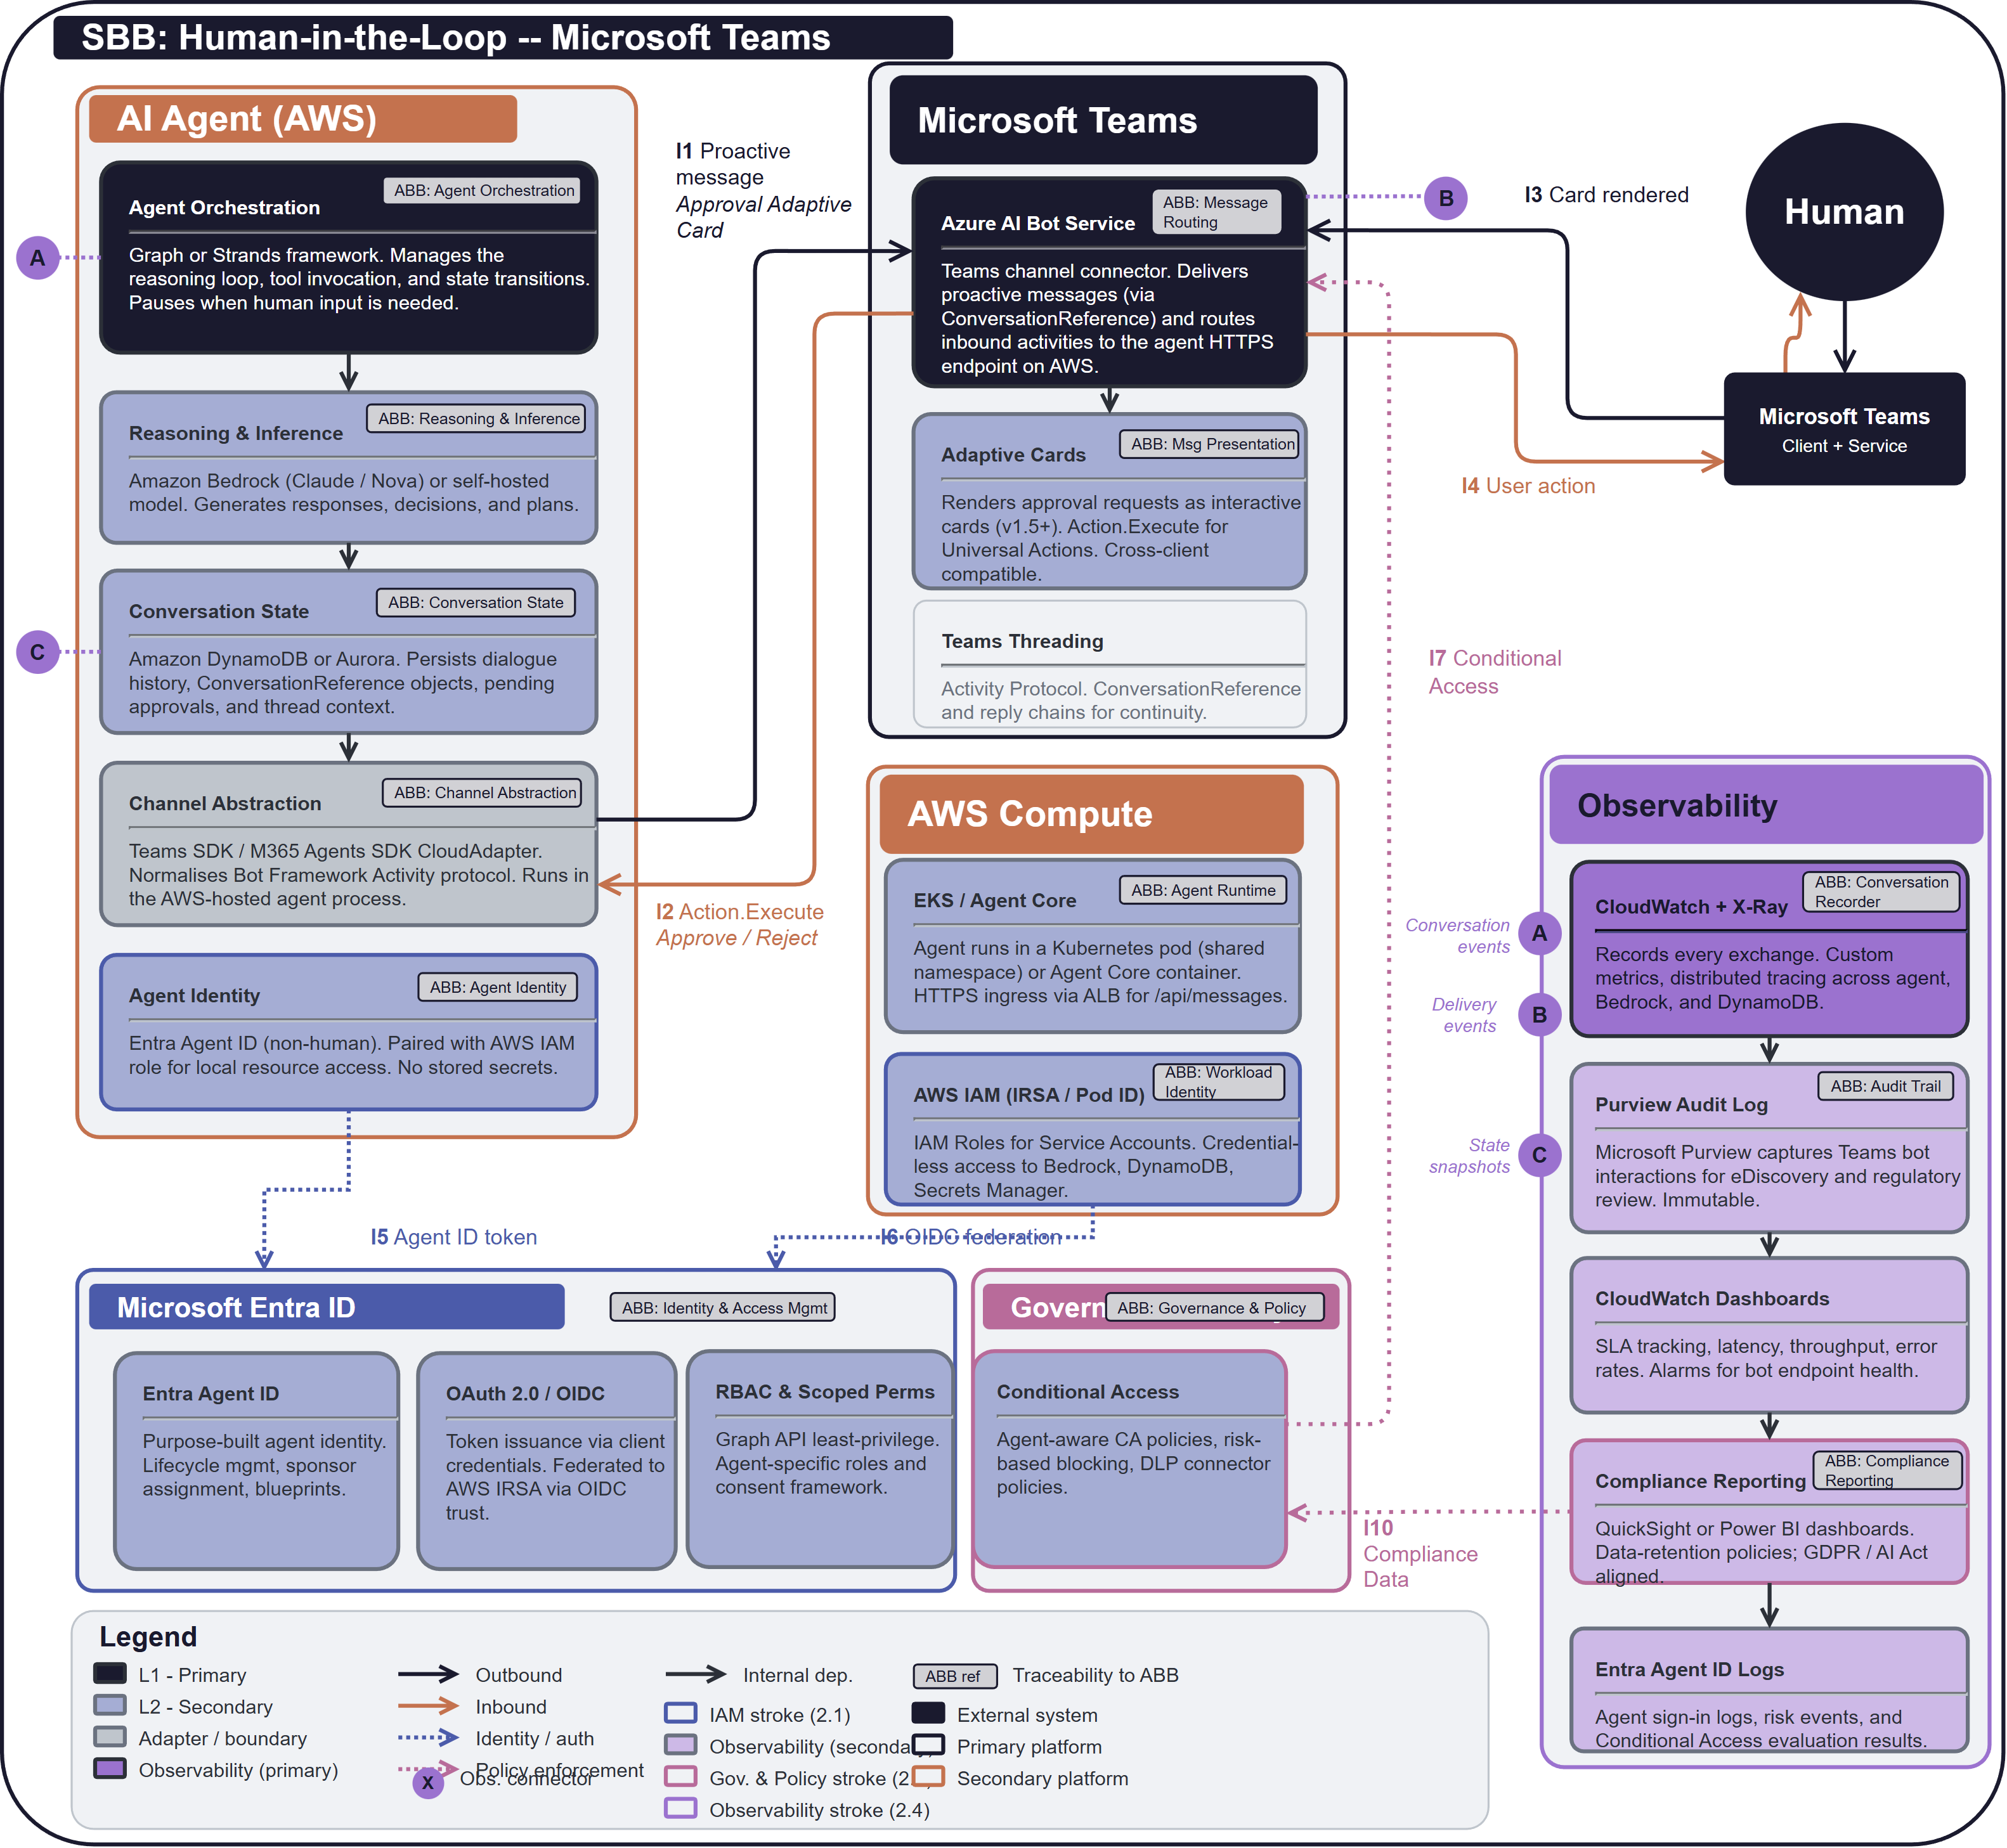 SBB: Human-in-the-Loop -- Microsoft Teams
AI Agent (AWS)
Agent Orchestration
ABB: Agent Orchestration
Graph or Strands framework. Manages the
reasoning loop, tool invocation, and state transitions.
Pauses when human input is needed.
A
Reasoning & Inference
ABB: Reasoning & Inference
Amazon Bedrock (Claude / Nova) or self-hosted
model. Generates responses, decisions, and plans.
Conversation State
ABB: Conversation State
Amazon DynamoDB or Aurora. Persists dialogue
history, ConversationReference objects, pending
approvals, and thread context.
C
Channel Abstraction
ABB: Channel Abstraction
Teams SDK / M365 Agents SDK CloudAdapter.
Normalises Bot Framework Activity protocol. Runs in
the AWS-hosted agent process.
Agent Identity
ABB: Agent Identity
Entra Agent ID (non-human). Paired with AWS IAM
role for local resource access. No stored secrets.
I1 Proactive
message
Approval Adaptive
Card
I2 Action.Execute
Approve / Reject
Microsoft Teams
Azure AI Bot Service
ABB: Message
Routing
Teams channel connector. Delivers
proactive messages (via
ConversationReference) and routes
inbound activities to the agent HTTPS
endpoint on AWS.
B
Adaptive Cards
ABB: Msg Presentation
Renders approval requests as interactive
cards (v1.5+). Action.Execute for
Universal Actions. Cross-client
compatible.
Teams Threading
Activity Protocol. ConversationReference
and reply chains for continuity.
I3 Card rendered
Human
Microsoft Teams
Client + Service
I4 User action
I7 Conditional
Access
AWS Compute
EKS / Agent Core
ABB: Agent Runtime
Agent runs in a Kubernetes pod (shared
namespace) or Agent Core container.
HTTPS ingress via ALB for /api/messages.
AWS IAM (IRSA / Pod ID)
ABB: Workload
Identity
IAM Roles for Service Accounts. Credential-
less access to Bedrock, DynamoDB,
Secrets Manager.
Observability
CloudWatch + X-Ray
ABB: Conversation
Recorder
Records every exchange. Custom
metrics, distributed tracing across agent,
Bedrock, and DynamoDB.
Conversation
events
A
Delivery
events
B
State
snapshots
C
Purview Audit Log
ABB: Audit Trail
Microsoft Purview captures Teams bot
interactions for eDiscovery and regulatory
review. Immutable.
CloudWatch Dashboards
SLA tracking, latency, throughput, error
rates. Alarms for bot endpoint health.
Compliance Reporting
ABB: Compliance
Reporting
QuickSight or Power BI dashboards.
Data-retention policies; GDPR / AI Act
aligned.
Entra Agent ID Logs
Agent sign-in logs, risk events, and
Conditional Access evaluation results.
I5 Agent ID token
I6 OIDC federation
Microsoft Entra ID
ABB: Identity & Access Mgmt
Entra Agent ID
Purpose-built agent identity.
Lifecycle mgmt, sponsor
assignment, blueprints.
OAuth 2.0 / OIDC
Token issuance via client
credentials. Federated to
AWS IRSA via OIDC
trust.
RBAC & Scoped Perms
Graph API least-privilege.
Agent-specific roles and
consent framework.
ABB: Governance & Policy
Conditional Access
Agent-aware CA policies, risk-
based blocking, DLP connector
policies.
I10
Compliance
Data
Legend
L1 - Primary
L2 - Secondary
Adapter / boundary
Observability (primary)
Outbound
Inbound
Identity / auth
Policy enforcement
X
Obs. connector
Internal dep.
IAM stroke (2.1)
Observability (secondary)
Gov. & Policy stroke (2.
Observability stroke (2.4)
ABB ref
Traceability to ABB
External system
Primary platform
Secondary platform